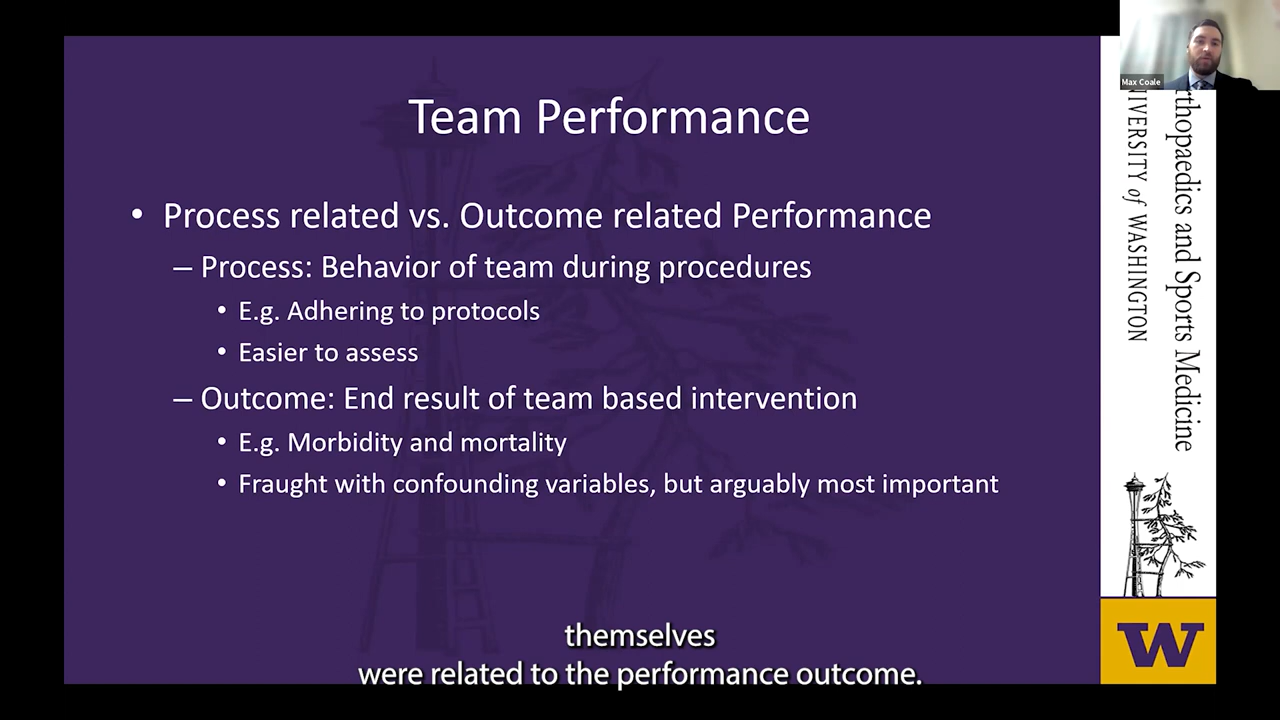 Team Performance
• Process related vs. Outcome related Performance
– Process: Behavior of team during procedures
• E.g. Adhering to protocols
• Easier to assess
– Outcome: End result of team based intervention
• E.g. Morbidity and mortality
• Fraught with confounding variables, but arguably most important
themselves
were related to the performance outcome.
Max Coale
thopaedics and Sports Medicine
IVERSITY of WASHINGTON
W